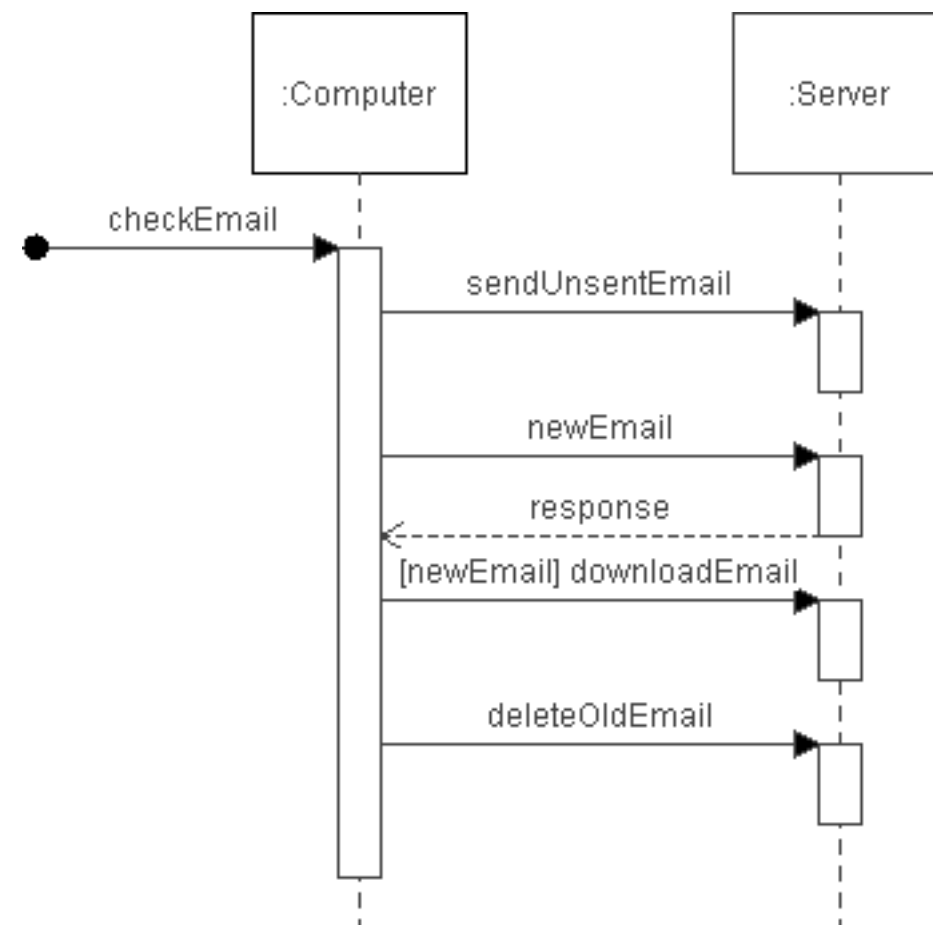 :Computer
:Server
checkEmail
sendUnsentEmail
newEmail
response
[newEmail] downloadEmail
deleteOldEmail